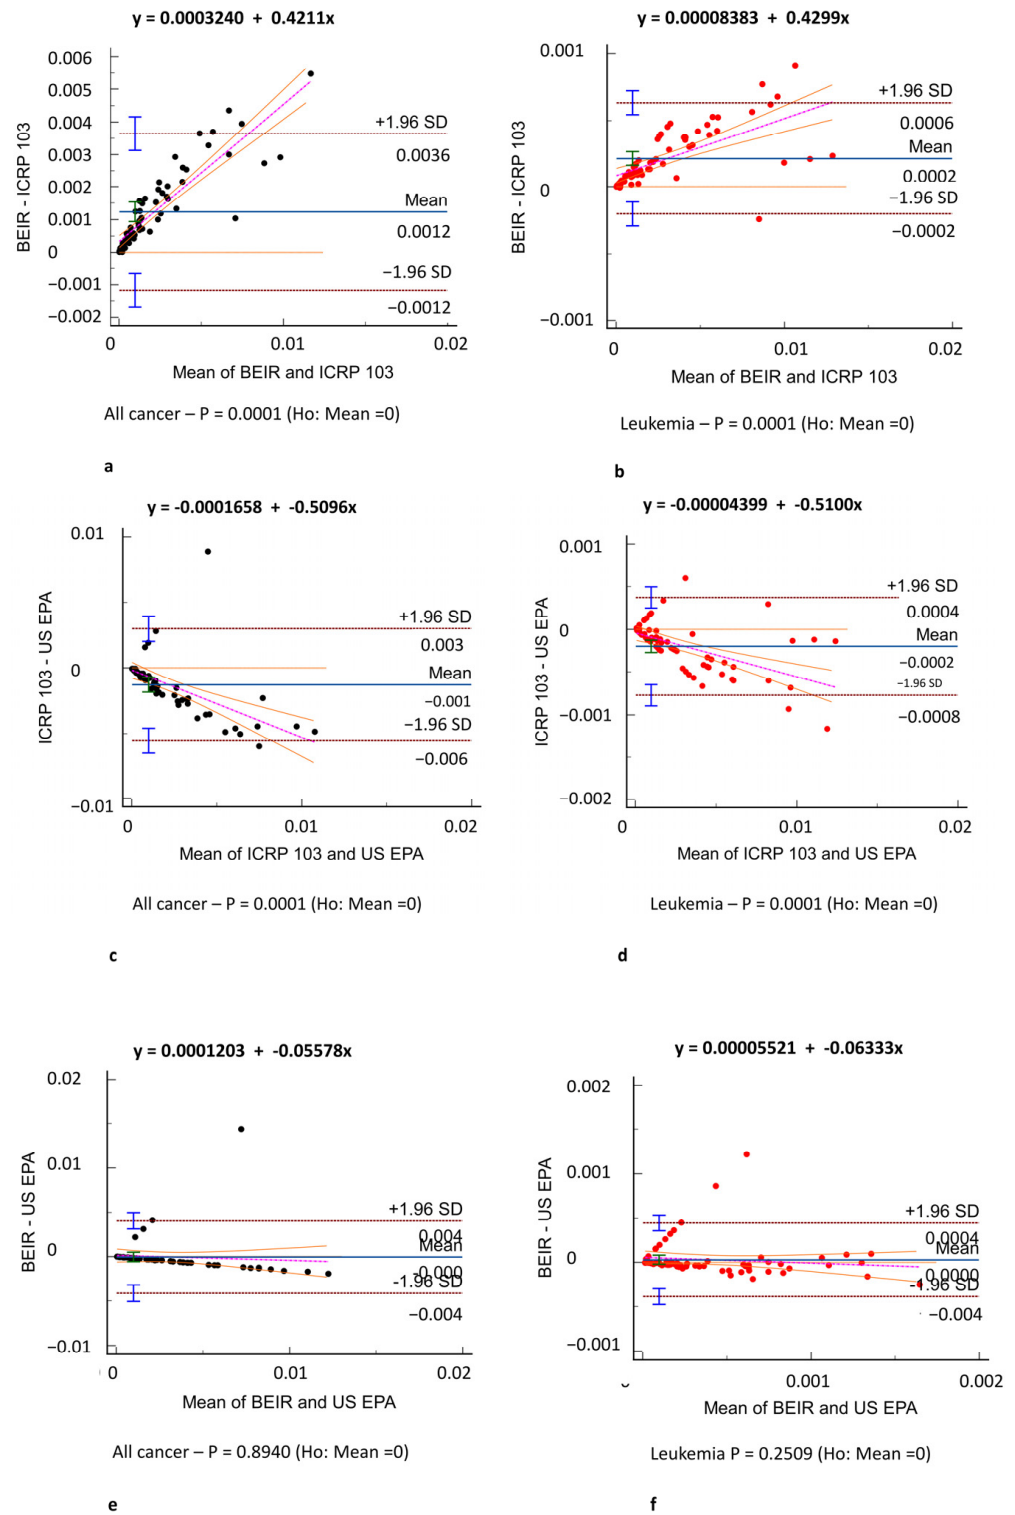 y = 0.0003240 + 0.4211x
0.006
0.005
0.004
0.003
0.002
0.001
0
−0.001
−0.002
BEIR - ICRP 103
+1.96 SD
0.0036
Mean
0.0012
−1.96 SD
−0.0012
0
0.01
0.02
Mean of BEIR and ICRP 103
All cancer – P = 0.0001 (Ho: Mean =0)
a
y = 0.00008383 + 0.4299x
0.001
0
−0.001
BEIR - ICRP 103
+1.96 SD
0.0006
Mean
0.0002
−1.96 SD
−0.0002
0
0.01
0.02
Mean of BEIR and ICRP 103
Leukemia – P = 0.0001 (Ho: Mean =0)
b
y = -0.0001658 + -0.5096x
0.01
0
−0.01
ICRP 103 - US EPA
+1.96 SD
0.003
Mean
−0.001
−1.96 SD
−0.006
0
0.01
0.02
Mean of ICRP 103 and US EPA
All cancer – P = 0.0001 (Ho: Mean =0)
c
y = -0.00004399 + -0.5100x
0.001
0
−0.001
−0.002
ICRP 103 - US EPA
+1.96 SD
0.0004
Mean
−0.0002
−1.96 SD
−0.0008
0
0.01
0.02
Mean of ICRP 103 and US EPA
Leukemia – P = 0.0001 (Ho: Mean =0)
d
y = 0.0001203 + -0.05578x
0.02
0.01
0
−0.01
BEIR - US EPA
+1.96 SD
0.004
Mean
−0.000
−1.96 SD
−0.004
0.01
0.02
Mean of BEIR and US EPA
All cancer – P = 0.8940 (Ho: Mean =0)
e
y = 0.00005521 + -0.06333x
0.002
0.001
0
−0.001
BEIR - US EPA
+1.96 SD
0.0004
Mean
0.0000
-1.96 SD
−0.004
0.001
0.002
Mean of BEIR and US EPA
Leukemia P = 0.2509 (Ho: Mean =0)
f